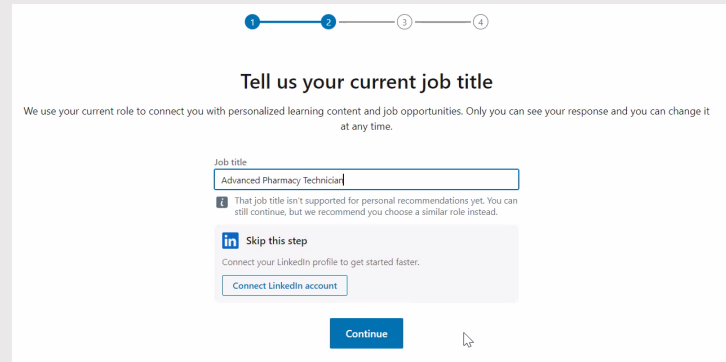 1 2 3 4
Tell us your current job title
We use your current role to connect you with personalized learning content and job opportunities. Only you can see your response and you can change it
at any time.
Job title
Advanced Pharmacy Technician
i That job title isn't supported for personal recommendations yet. You can
still continue, but we recommend you choose a similar role instead.
in Skip this step
Connect your LinkedIn profile to get started faster.
Connect LinkedIn account
Continue